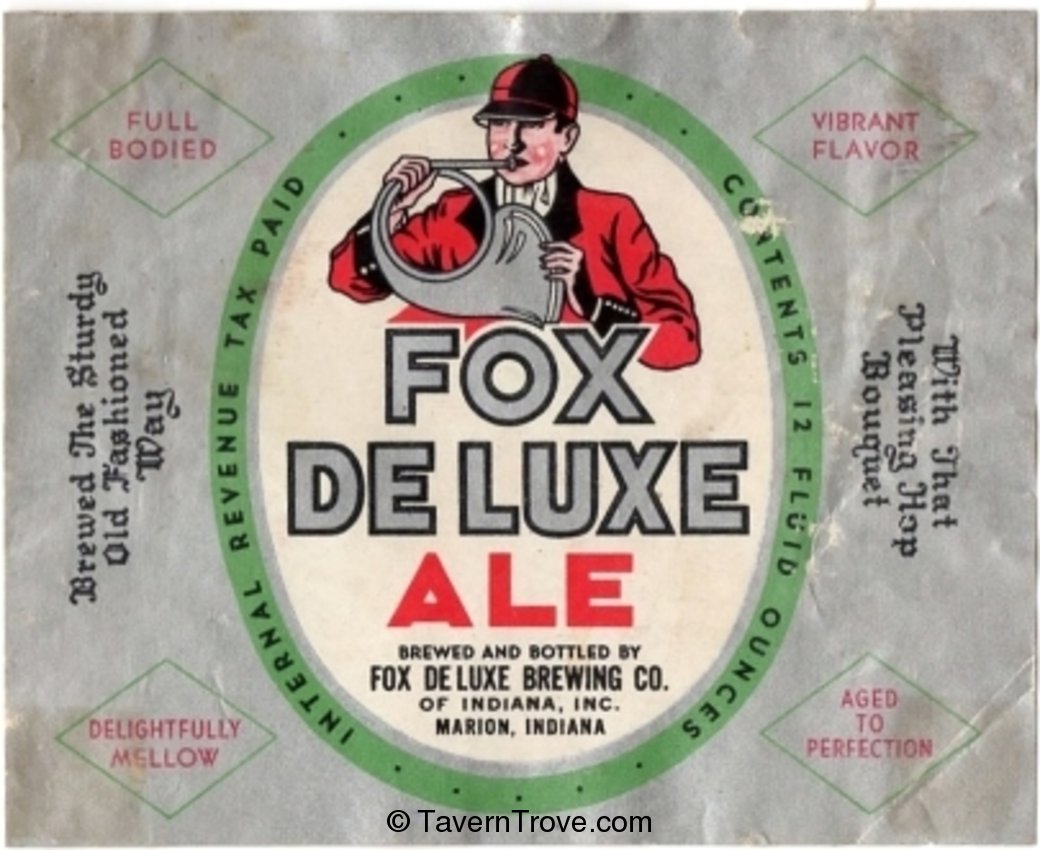 FULL
BODIED
VIBRANT
FLAVOR
INTERNAL REVENUE TAX PAID
CONTENTS 12 FLUID OUNCES
Brewed The Sturdy
Old Fashioned
Way
With That
Pleasing Hop
Bouquet
FOX
DE LUXE
ALE
BREWED AND BOTTLED BY
FOX DE LUXE BREWING CO.
OF INDIANA, INC.
MARION, INDIANA
DELIGHTFULLY
MELLOW
AGED
TO
PERFECTION
© TavernTrove.com